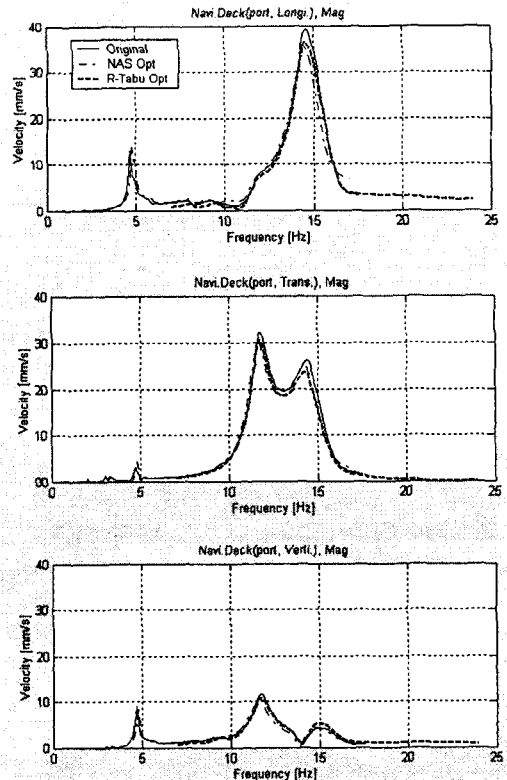 Navi.Deck(port, Longi.), Mag
40
30
20
10
0
Velocity [mm/s]
Original
NAS Opt
R-Tabu Opt
0 5 10 15 20 25
Frequency [Hz]
Navi.Deck(port, Trans.), Mag
40
30
20
10
00
Velocity [mm/s]
0 5 10 15 20 25
Frequency [Hz]
Navi.Deck(port, Verti.), Mag
40
30
20
10
0
Velocity [mm/s]
0 5 10 15 20 25
Frequency [Hz]